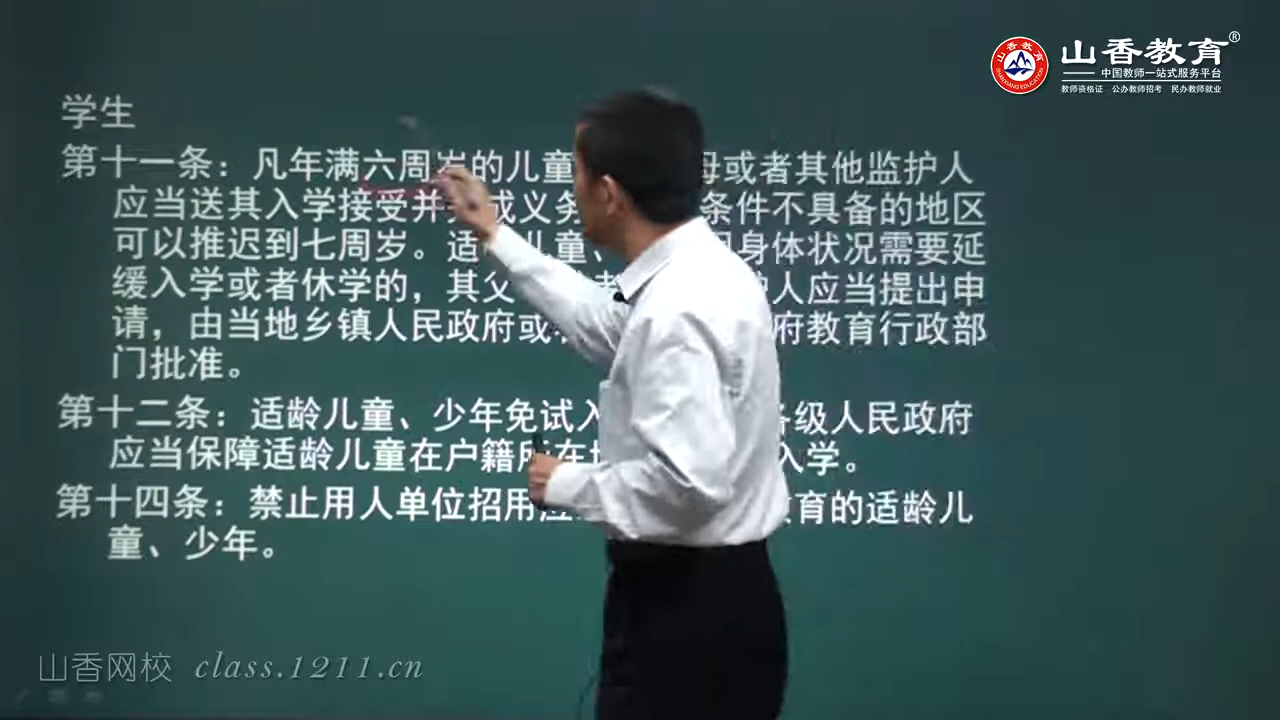 山香教育®
中国教师一站式服务平台
教师资格证 公办教师招考 民办教师就业
山香教育
SHANXIANG EDUCATION
学生
第十一条：凡年满六周岁的儿童 母或者其他监护人
应当送其入学接受并 成义务 条件不具备的地区
可以推迟到七周岁。适 儿童、 身体状况需要延
缓入学或者休学的，其父 人应当提出申
请，由当地乡镇人民政府或 府教育行政部
门批准。
第十二条：适龄儿童、少年免试入 各级人民政府
应当保障适龄儿童在户籍所在 入学。
第十四条：禁止用人单位招用应 教育的适龄儿
童、少年。
山香网校 class.1211.cn